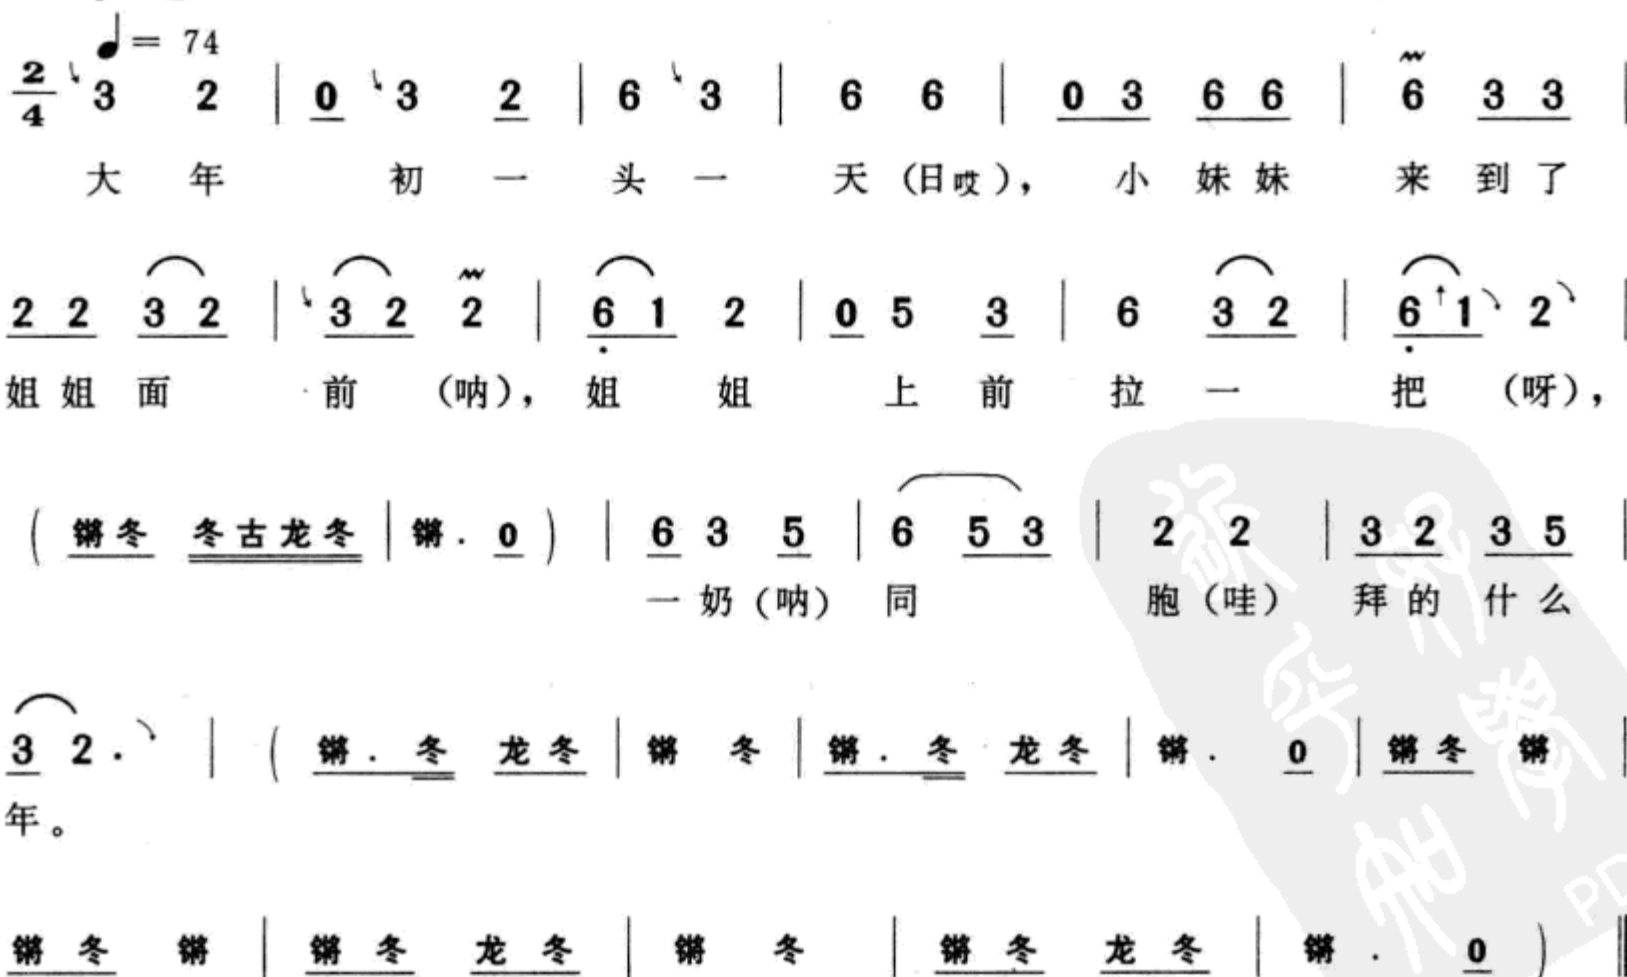 ♩= 74
2/4 3 2 | 0 3 2 | 6 3 | 6 6 | 0 3 6 6 | 6 3 3 |
大 年 初 一 头 一 天 (日哎), 小 妹 妹 来 到 了
2 2 3 2 | 3 2 2 | 6 1 2 | 0 5 3 | 6 3 2 | 6 1 2 |
姐 姐 面 前 (呐), 姐 姐 上 前 拉 一 把 (呀),
( 锵 冬 冬 古 龙 冬 | 锵 . 0 ) | 6 3 5 | 6 5 3 | 2 2 | 3 2 3 5 |
一 奶 (呐) 同 胞 (哇) 拜 的 什 么
3 2 . | ( 锵 . 冬 龙 冬 | 锵 冬 | 锵 . 冬 龙 冬 | 锵 . 0 | 锵 冬 锵 |
年 。
锵 冬 锵 | 锵 冬 龙 冬 | 锵 冬 | 锵 冬 龙 冬 | 锵 . 0 ) ‖
PD